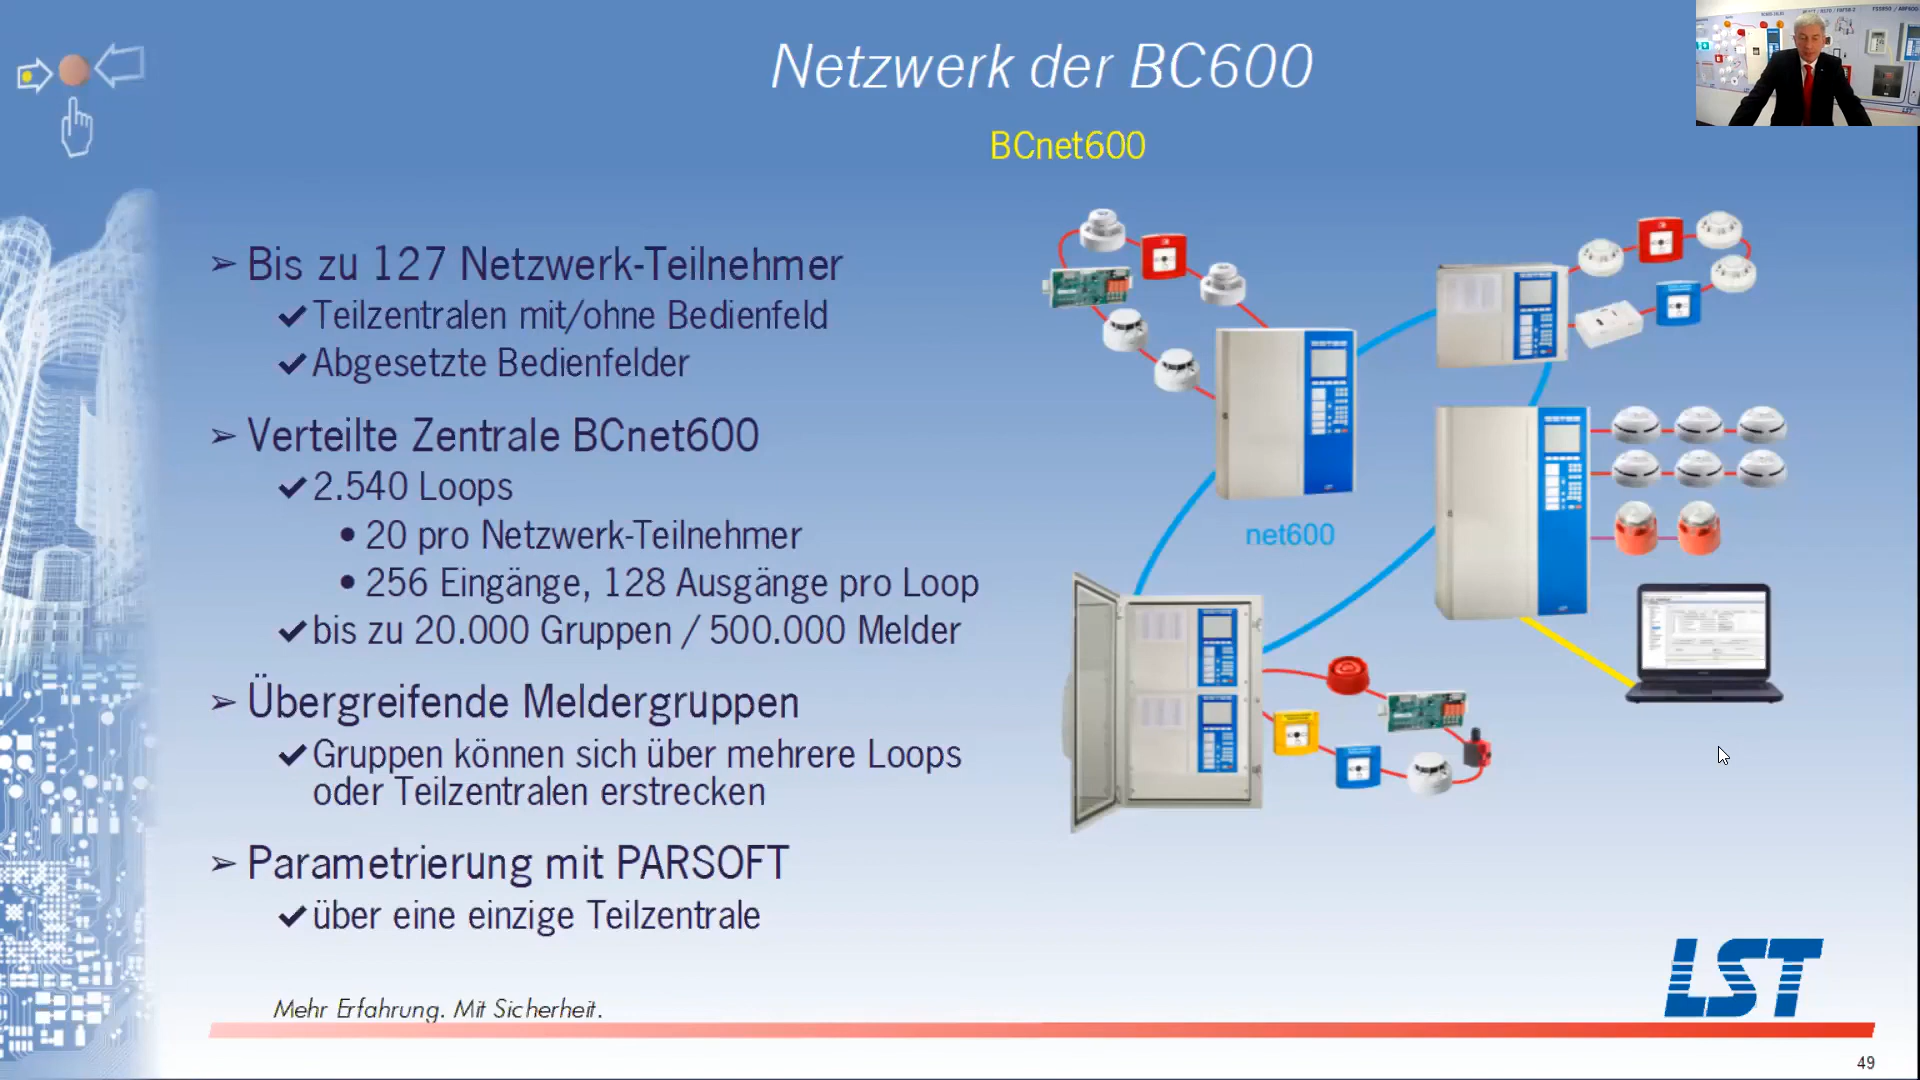 Netzwerk der BC600
BCnet600
Bis zu 127 Netzwerk-Teilnehmer
Teilzentralen mit/ohne Bedienfeld
Abgesetzte Bedienfelder
Verteilte Zentrale BCnet600
2.540 Loops
20 pro Netzwerk-Teilnehmer
256 Eingänge, 128 Ausgänge pro Loop
bis zu 20.000 Gruppen / 500.000 Melder
Übergreifende Meldergruppen
Gruppen können sich über mehrere Loops
oder Teilzentralen erstrecken
Parametrierung mit PARSOFT
über eine einzige Teilzentrale
net600
Mehr Erfahrung. Mit Sicherheit.
LST
49